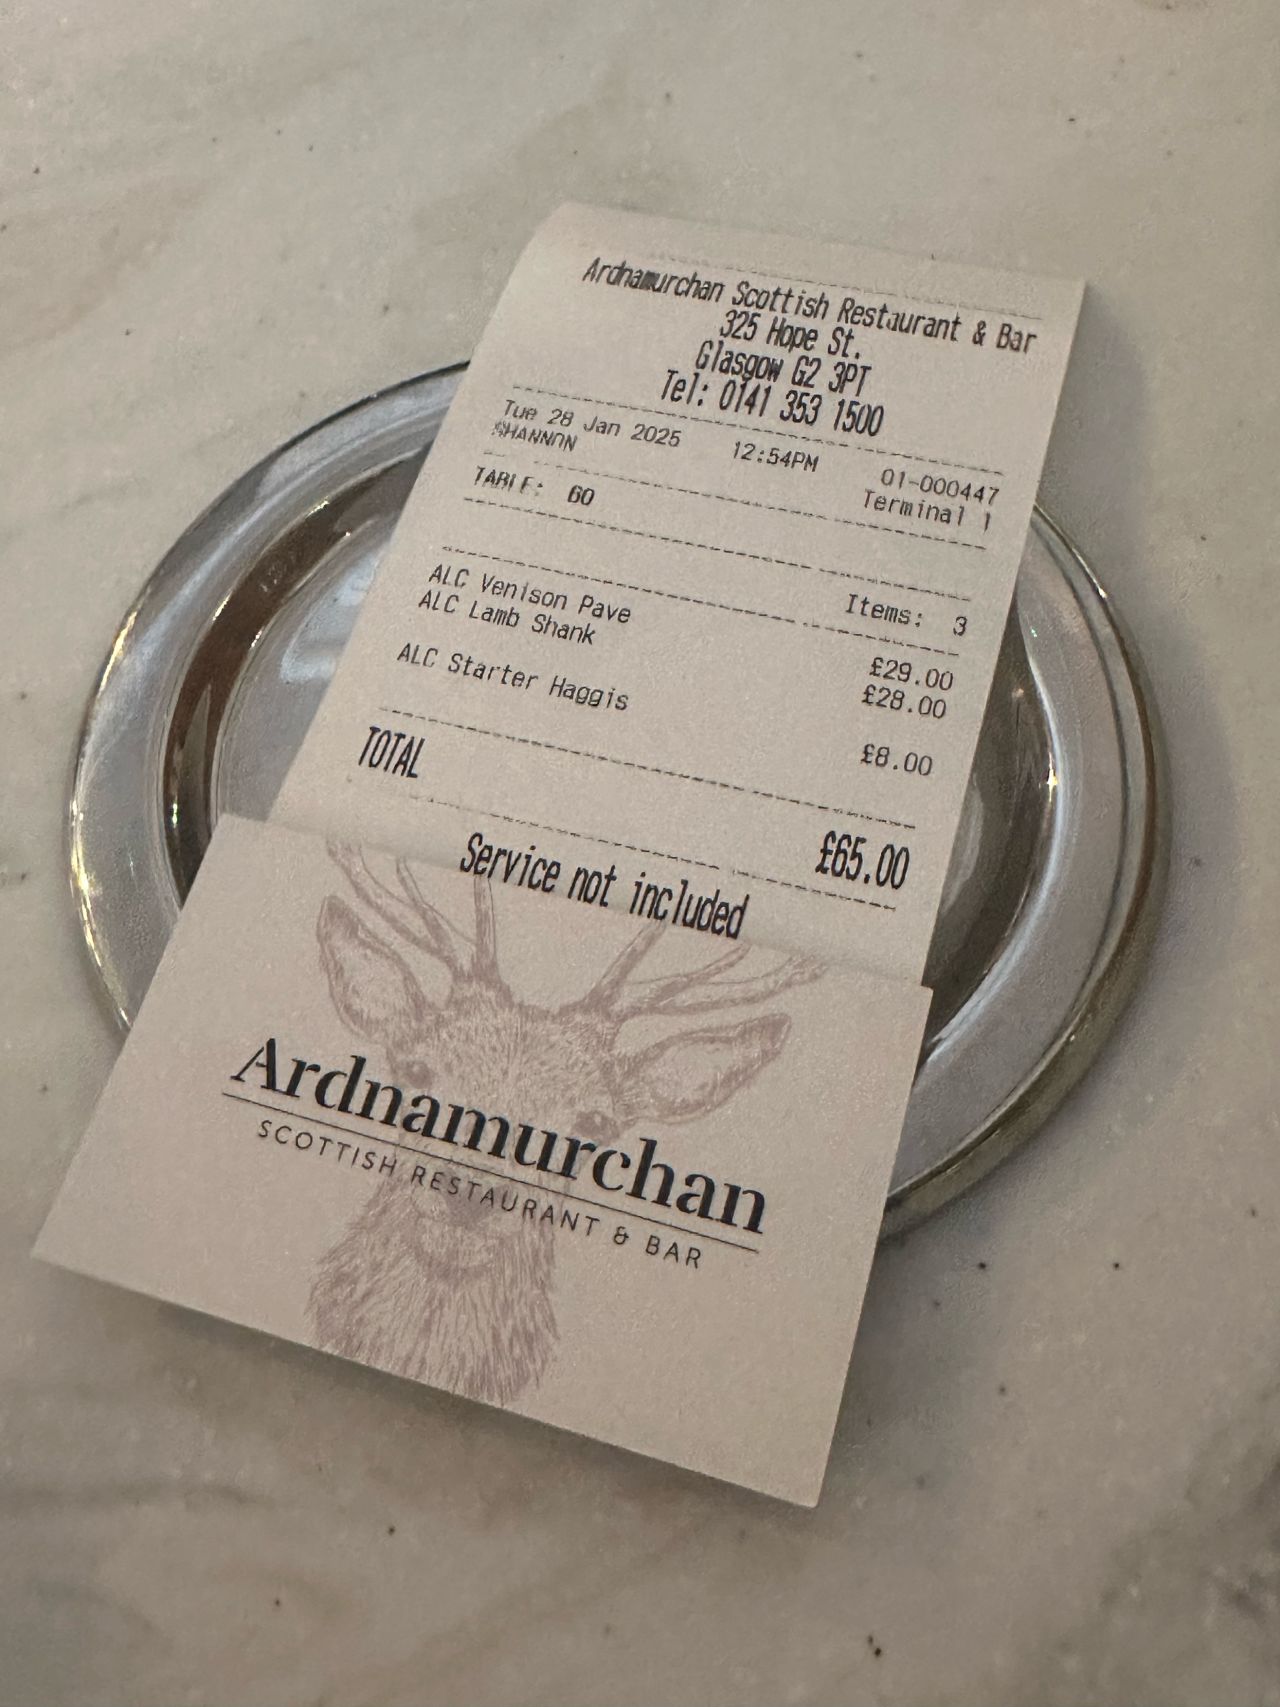 Ardnamurchan Scottish Restaurant & Bar
325 Hope St.
Glasgow G2 3PT
Tel: 0141 353 1500
Tue 28 Jan 2025 12:54PM 01-000447
SHANNON Terminal 1
TABLE: 60
Items: 3
ALC Venison Pave £29.00
ALC Lamb Shank £28.00
ALC Starter Haggis £8.00
TOTAL £65.00
Service not included
Ardnamurchan
SCOTTISH RESTAURANT & BAR